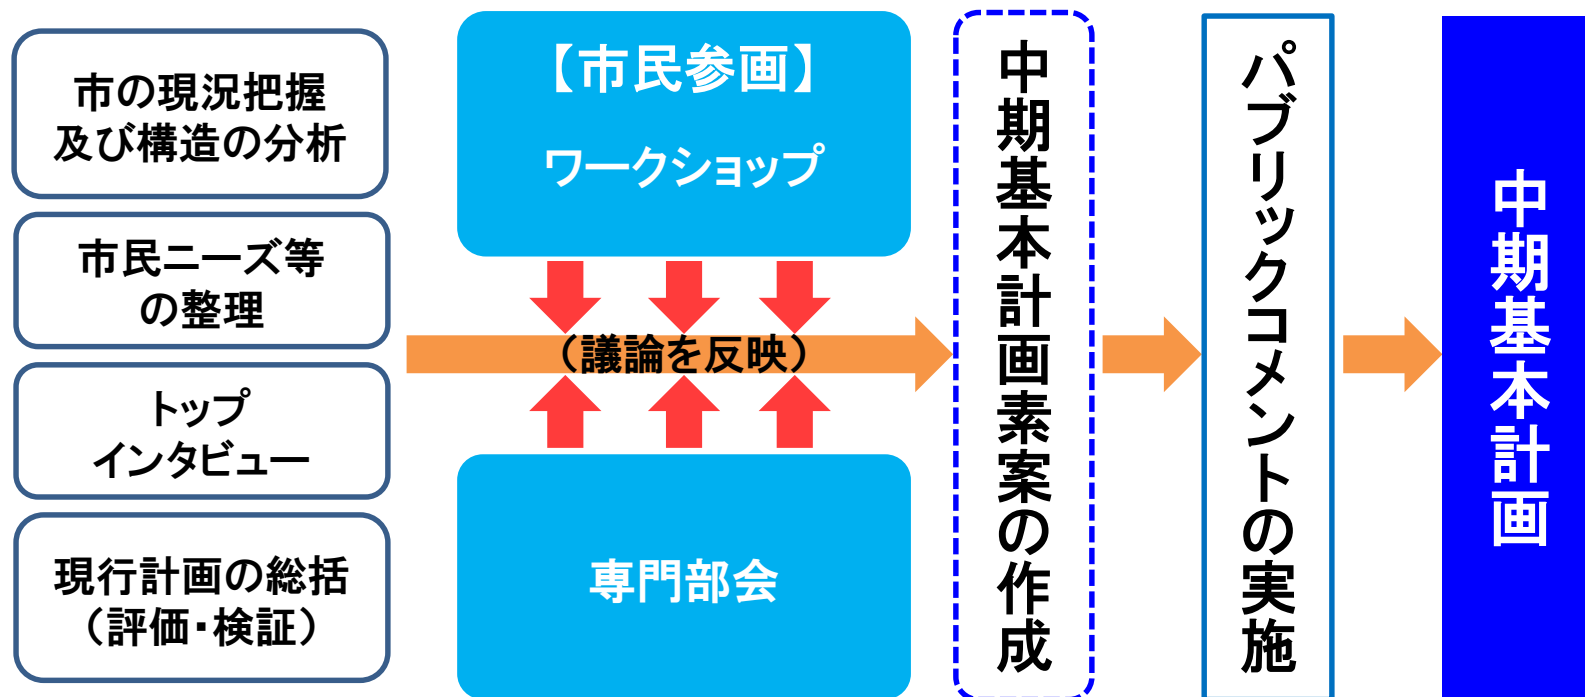 市の現況把握
及び構造の分析
市民ニーズ等
の整理
トップ
インタビュー
現行計画の総括
（評価・検証）
【市民参画】
ワークショップ
（議論を反映）
専門部会
中期基本計画素案の作成
パブリックコメントの実施
中期基本計画